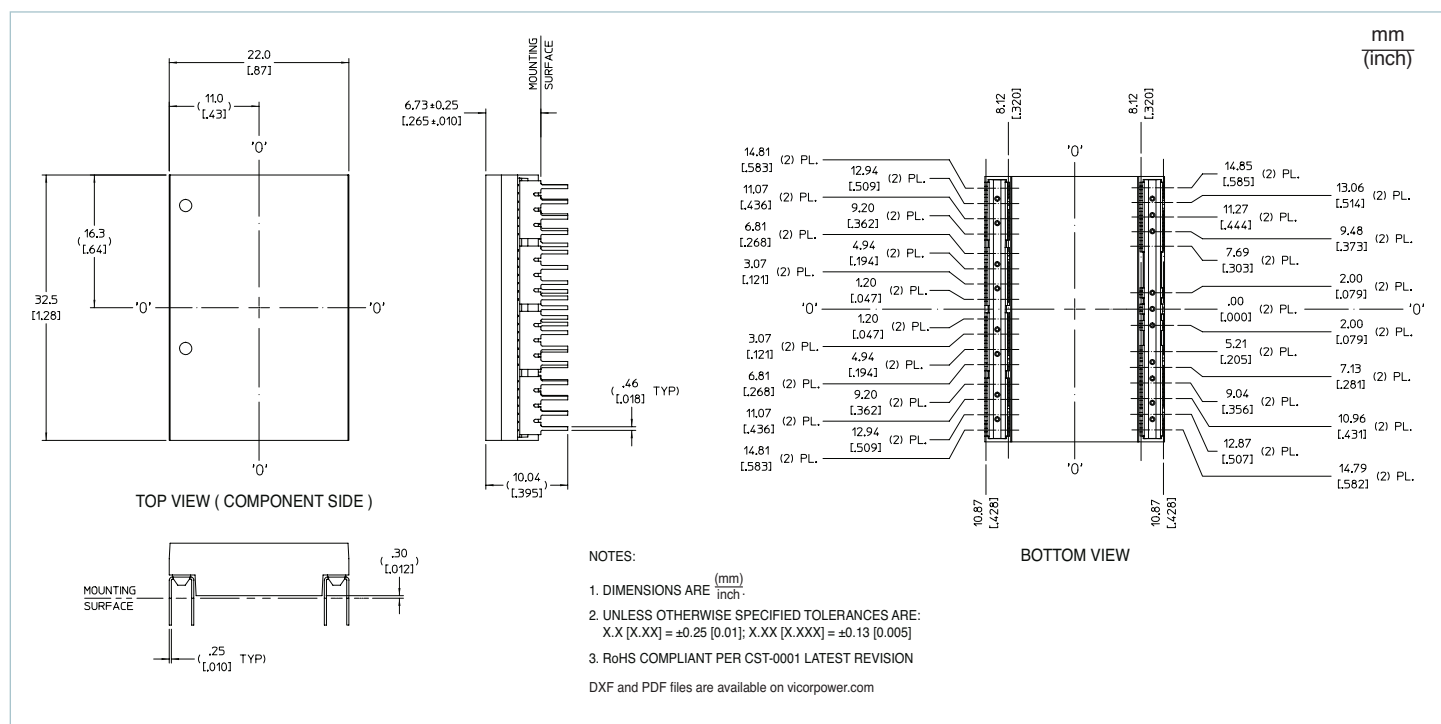 mm
(inch)
22.0
[.87]
11.0
[.43]
( )
'0'
16.3
[.64]
( )
32.5
[1.28]
'0'
'0'
'0'
TOP VIEW ( COMPONENT SIDE )
MOUNTING
SURFACE
6.73±0.25
[.265±.010]
.46
[.018]
( TYP)
10.04
[.395]
( )
MOUNTING
SURFACE
.30
[.012]
( )
.25
[.010]
( TYP)
8.12
[.320]
8.12
[.320]
'0'
14.81
[.583] (2) PL.
12.94
[.509] (2) PL.
11.07
[.436] (2) PL.
9.20
[.362] (2) PL.
6.81
[.268] (2) PL.
4.94
[.194] (2) PL.
3.07
[.121] (2) PL.
1.20
[.047] (2) PL.
'0'
1.20
[.047] (2) PL.
3.07
[.121] (2) PL.
4.94
[.194] (2) PL.
6.81
[.268] (2) PL.
9.20
[.362] (2) PL.
11.07
[.436] (2) PL.
12.94
[.509] (2) PL.
14.81
[.583] (2) PL.
14.85
[.585] (2) PL.
13.06
[.514] (2) PL.
11.27
[.444] (2) PL.
9.48
[.373] (2) PL.
7.69
[.303] (2) PL.
2.00
[.079] (2) PL.
.00
[.000] (2) PL.
'0'
2.00
[.079] (2) PL.
5.21
[.205] (2) PL.
7.13
[.281] (2) PL.
9.04
[.356] (2) PL.
10.96
[.431] (2) PL.
12.87
[.507] (2) PL.
14.79
[.582] (2) PL.
'0'
10.87
[.428]
10.87
[.428]
BOTTOM VIEW
NOTES:
1. DIMENSIONS ARE (mm)
inch.
2. UNLESS OTHERWISE SPECIFIED TOLERANCES ARE:
X.X [X.XX] = ±0.25 [0.01]; X.XX [X.XXX] = ±0.13 [0.005]
3. RoHS COMPLIANT PER CST-0001 LATEST REVISION
DXF and PDF files are available on vicorpower.com